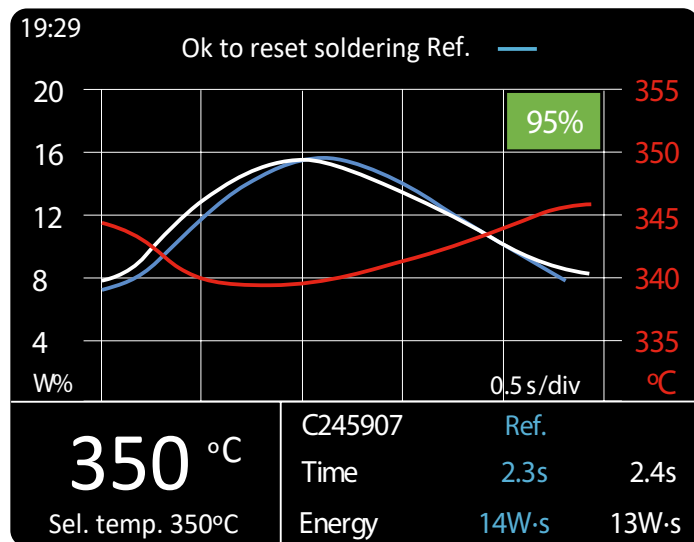 19:29
Ok to reset soldering Ref.
20 355
95%
16 350
12 345
8 340
4 335
W% 0.5 s/div ºC
350 ºC
Sel. temp. 350ºC
C245907 Ref.
Time 2.3s 2.4s
Energy 14W·s 13W·s